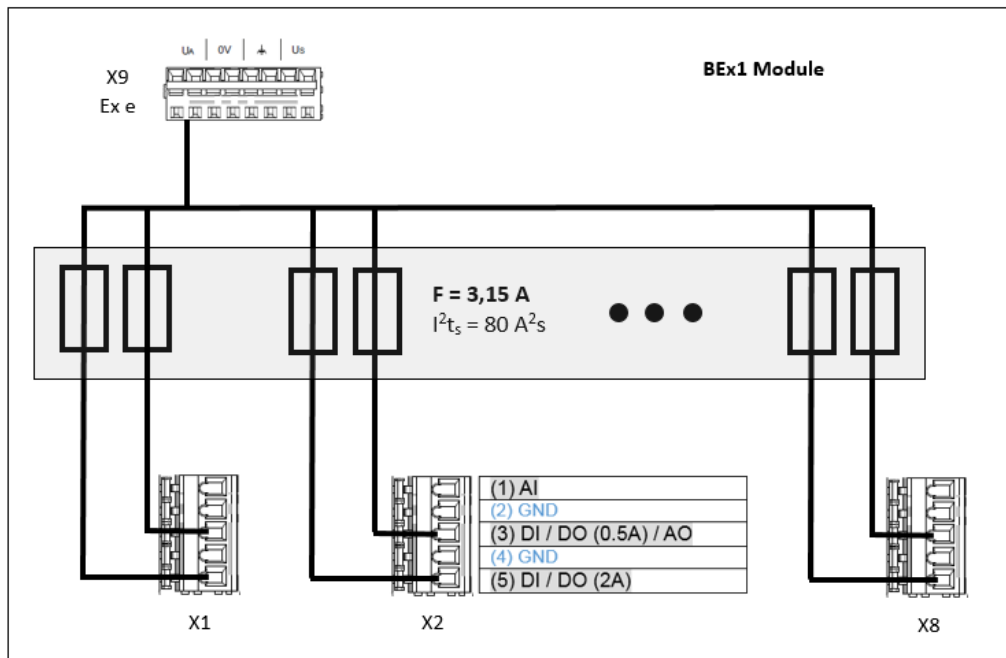 UA | 0V | ⏚ | US
BEx1 Module
X9
Ex e
F = 3,15 A
I²tₛ = 80 A²s
(1) AI
(2) GND
(3) DI / DO (0.5A) / AO
(4) GND
(5) DI / DO (2A)
X1
X2
X8